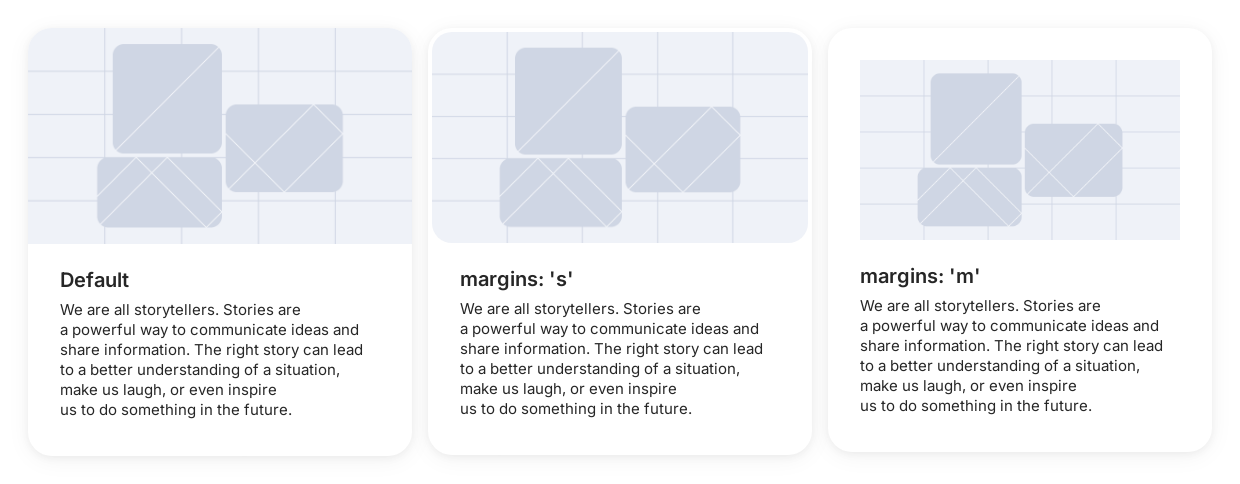 Default
We are all storytellers. Stories are
a powerful way to communicate ideas and
share information. The right story can lead
to a better understanding of a situation,
make us laugh, or even inspire
us to do something in the future.
margins: 's'
We are all storytellers. Stories are
a powerful way to communicate ideas and
share information. The right story can lead
to a better understanding of a situation,
make us laugh, or even inspire
us to do something in the future.
margins: 'm'
We are all storytellers. Stories are
a powerful way to communicate ideas and
share information. The right story can lead
to a better understanding of a situation,
make us laugh, or even inspire
us to do something in the future.